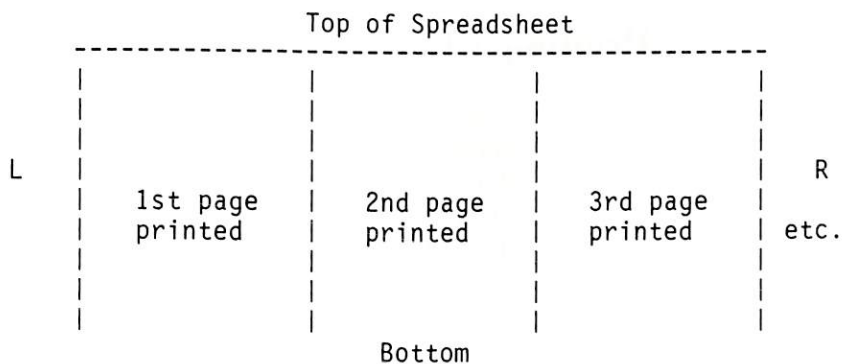 Top of Spreadsheet
L R
1st page 2nd page 3rd page
printed printed printed etc.
Bottom